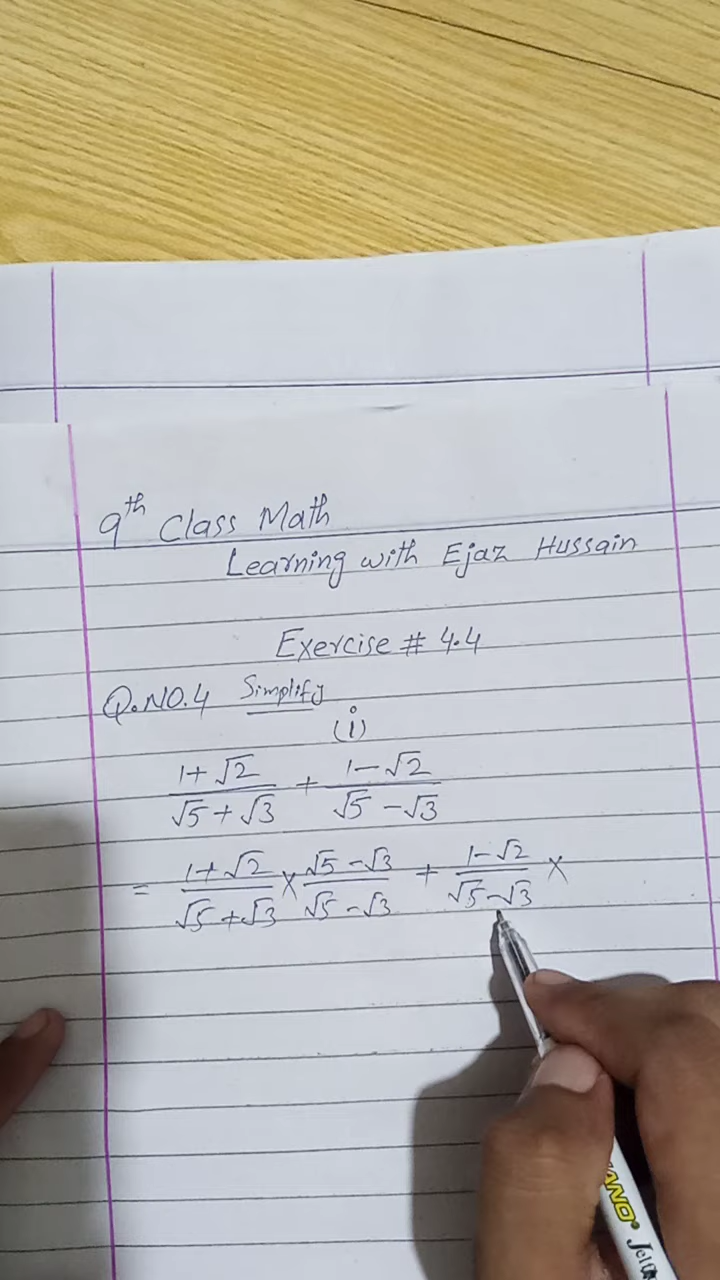 9th Class Math
Learning with Ejaz Hussain
Exercise # 4.4
Q.NO.4 Simplify
(i)
1+√2 / √5+√3 + 1-√2 / √5-√3
= 1+√2 / √5+√3 × √5-√3 / √5-√3 + 1-√2 / √5-√3 ×